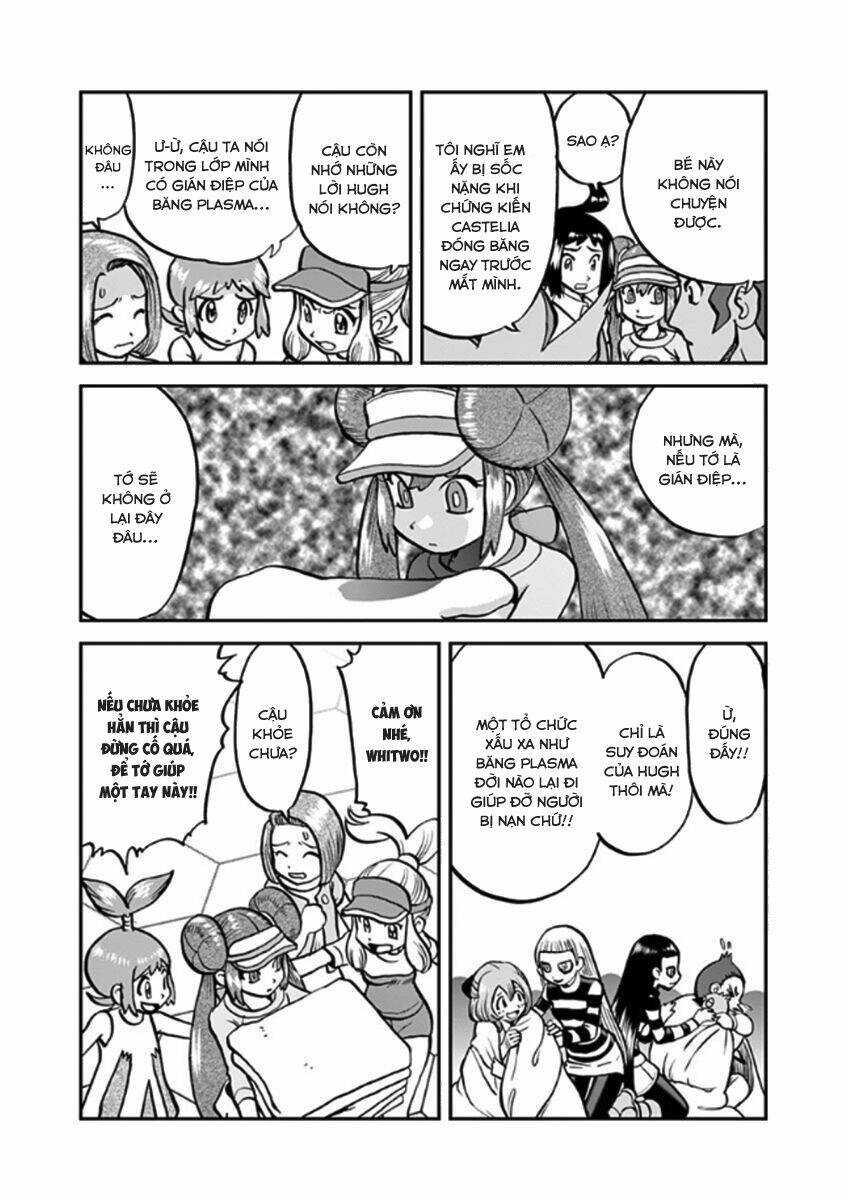 BÉ NÀY
KHÔNG NÓI
CHUYỆN
ĐƯỢC.
SAO Ạ?
TÔI NGHĨ EM
ẤY BỊ SỐC
NẶNG KHI
CHỨNG KIẾN
CASTELIA
ĐÓNG BĂNG
NGAY TRƯỚC
MẮT MÌNH.
CẬU CÒN
NHỚ NHỮNG
LỜI HUGH
NÓI KHÔNG?
Ư-Ừ, CẬU TA NÓI
TRONG LỚP MÌNH
CÓ GIÁN ĐIỆP CỦA
BĂNG PLASMA...
KHÔNG
ĐÂU
...
NHƯNG MÀ,
NẾU TỚ LÀ
GIÁN ĐIỆP...
TỚ SẼ
KHÔNG Ở
LẠI ĐÂY
ĐÂU...
Ừ,
ĐÚNG
ĐẤY!!
CHỈ LÀ
SUY ĐOÁN
CỦA HUGH
THÔI MÀ!
MỘT TỔ CHỨC
XẤU XA NHƯ
BĂNG PLASMA
ĐỜI NÀO LẠI ĐI
GIÚP ĐỠ NGƯỜI
BỊ NẠN CHỨ!!
CẢM ƠN
NHÉ,
WHITWO!!
CẬU
KHỎE
CHƯA?
NẾU CHƯA KHỎE
HẲN THÌ CẬU
ĐỪNG CỐ QUÁ,
ĐỂ TỚ GIÚP
MỘT TAY NÀY!!